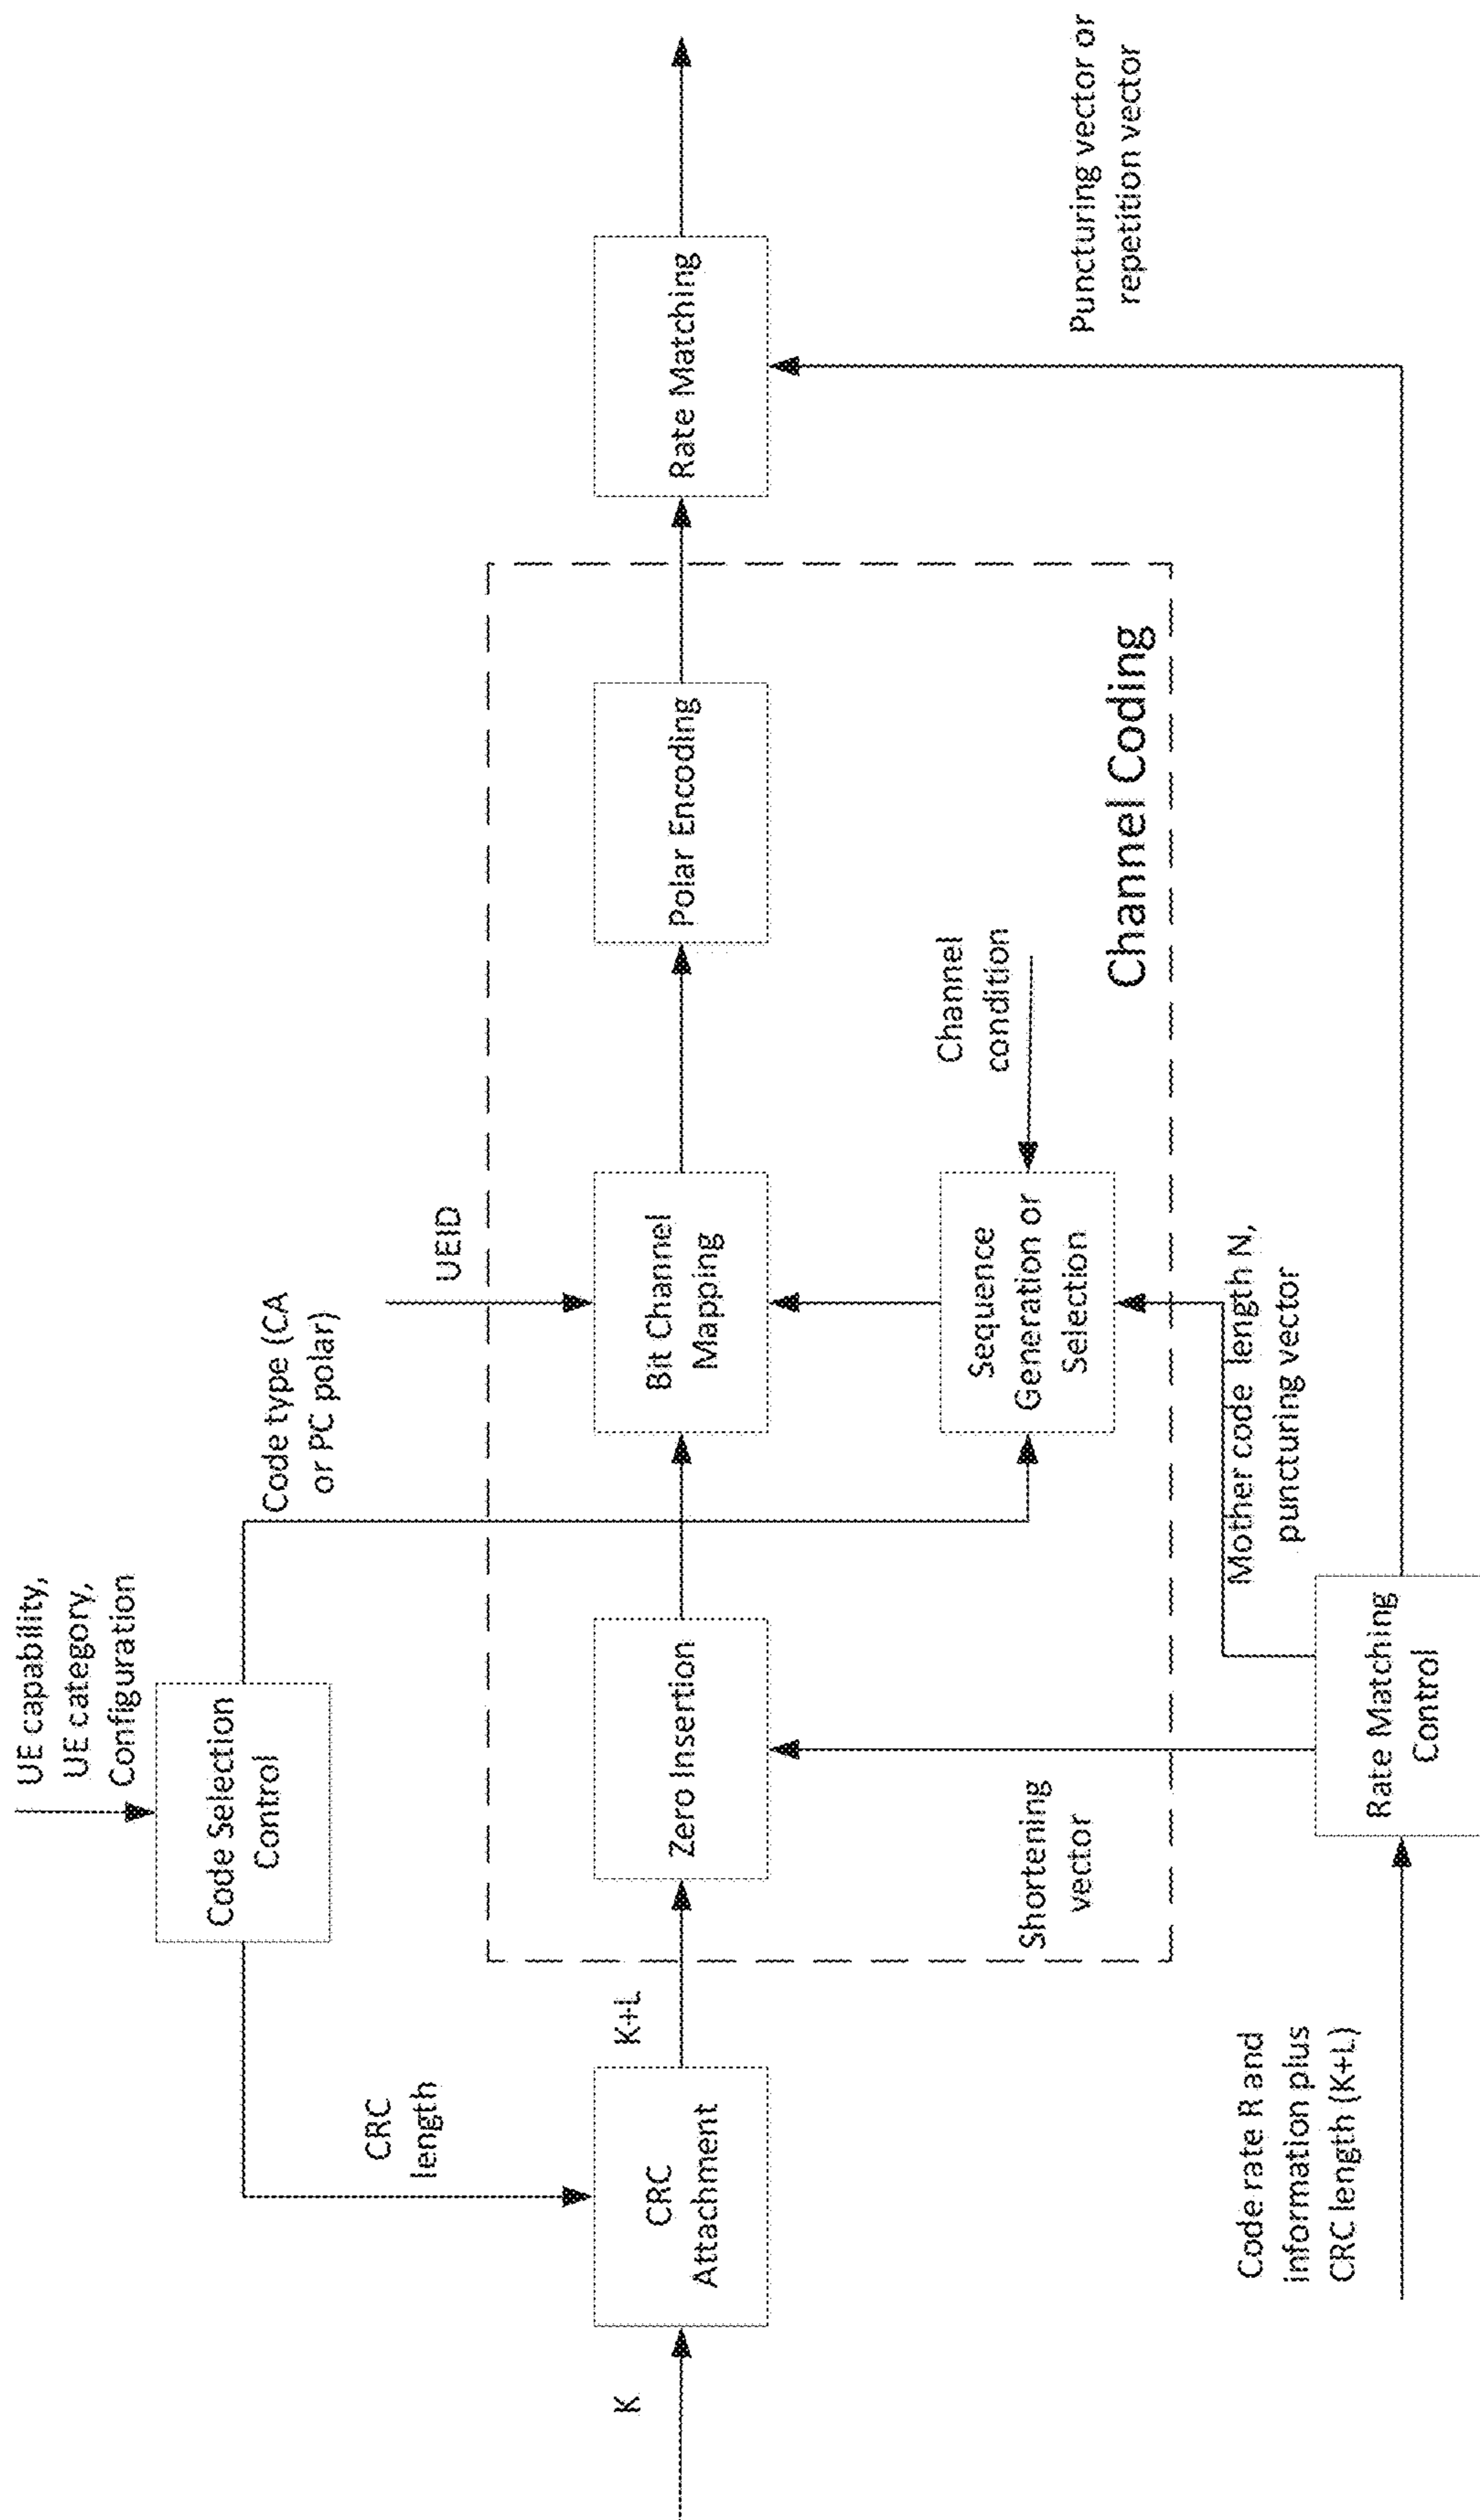 UE capability,
UE category,
Configuration
Code Selection
Control
Code type (CA
or PC polar)
UEID
CRC
length
K
CRC
Attachment
K+L
Zero Insertion
Bit Channel
Mapping
Polar Encoding
Rate Matching
Channel
condition
Sequence
Generation or
Selection
Shortening
vector
Channel Coding
Code rate R and
information plus
CRC length (K+L)
Rate Matching
Control
Mother code length N,
puncturing vector
Puncturing vector or
repetition vector